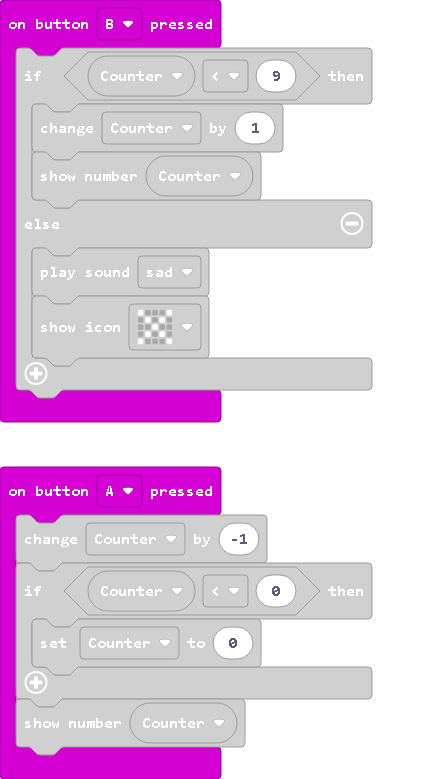 on button B pressed
if Counter < 9 then
change Counter by 1
show number Counter
else
play sound sad
show icon
on button A pressed
change Counter by -1
if Counter < 0 then
set Counter to 0
show number Counter